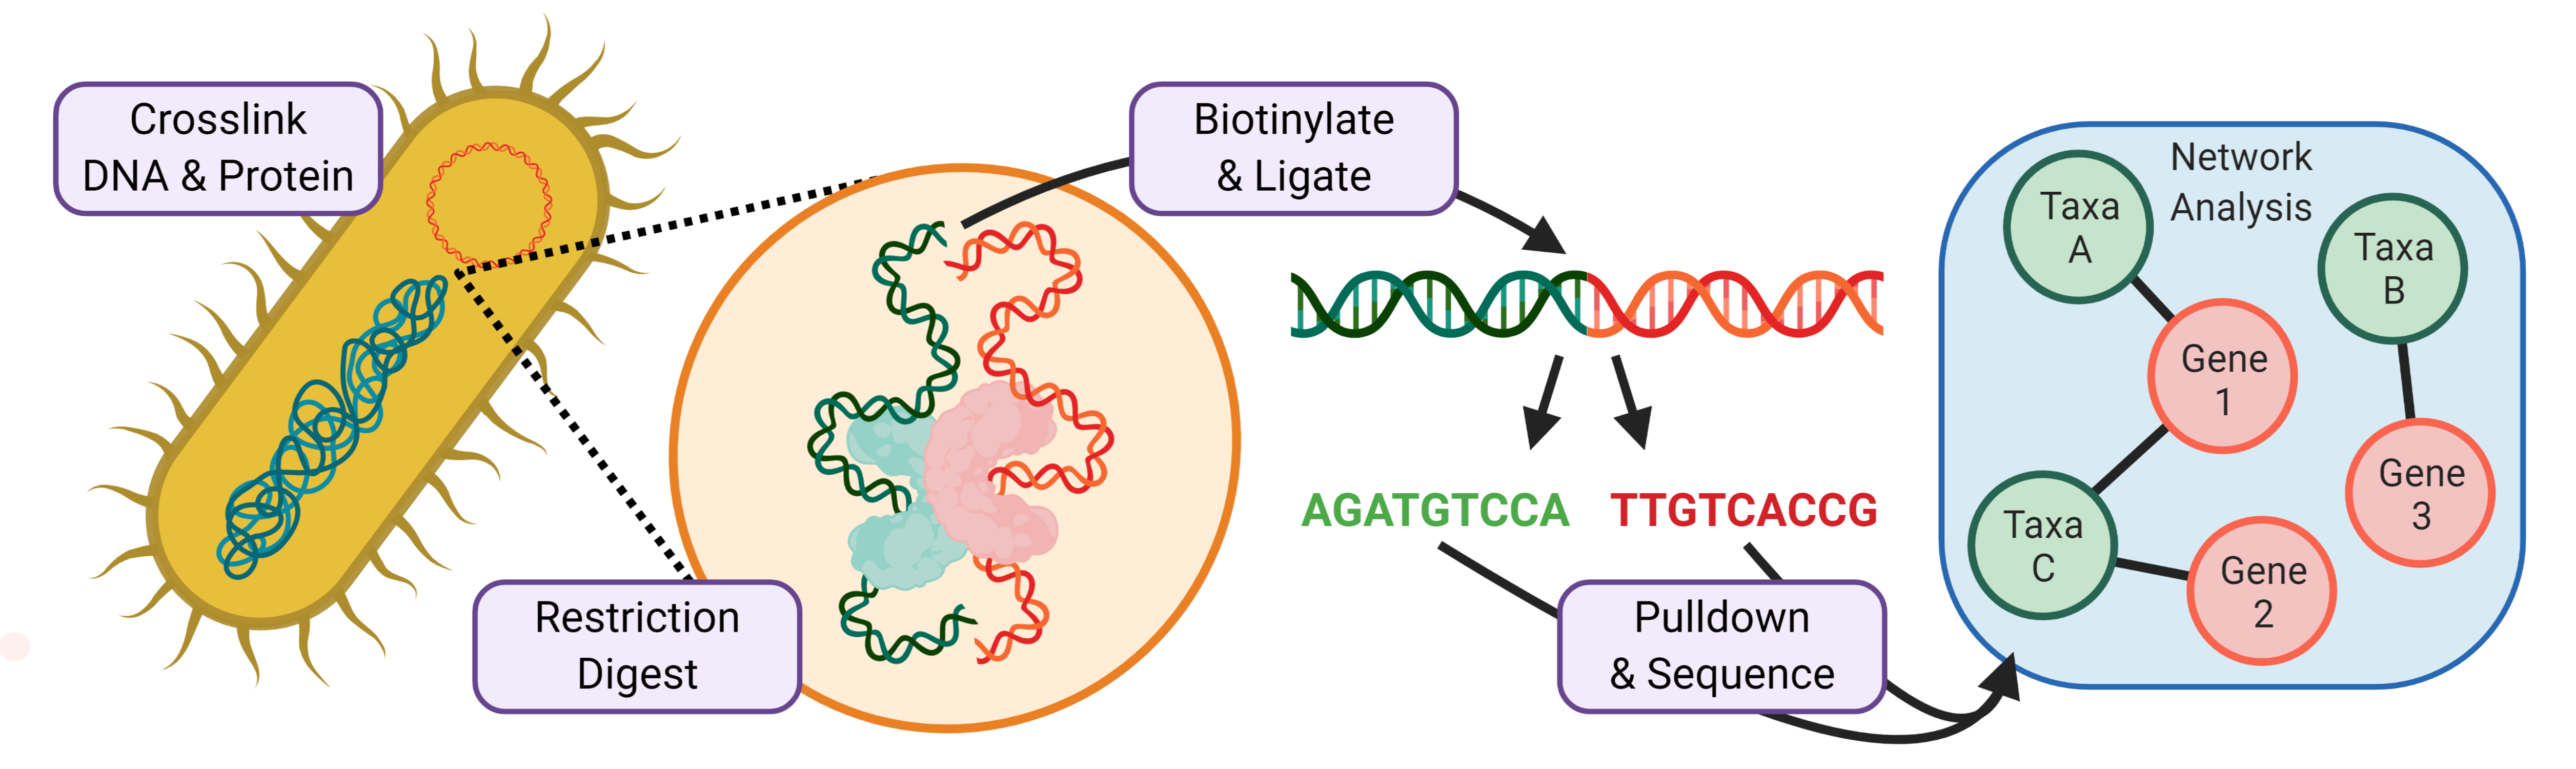 Crosslink
DNA & Protein
Restriction
Digest
Biotinylate
& Ligate
AGATGTCCA TTGTCACCG
Pulldown
& Sequence
Network
Analysis
Taxa
A
Taxa
B
Gene
1
Gene
3
Taxa
C
Gene
2